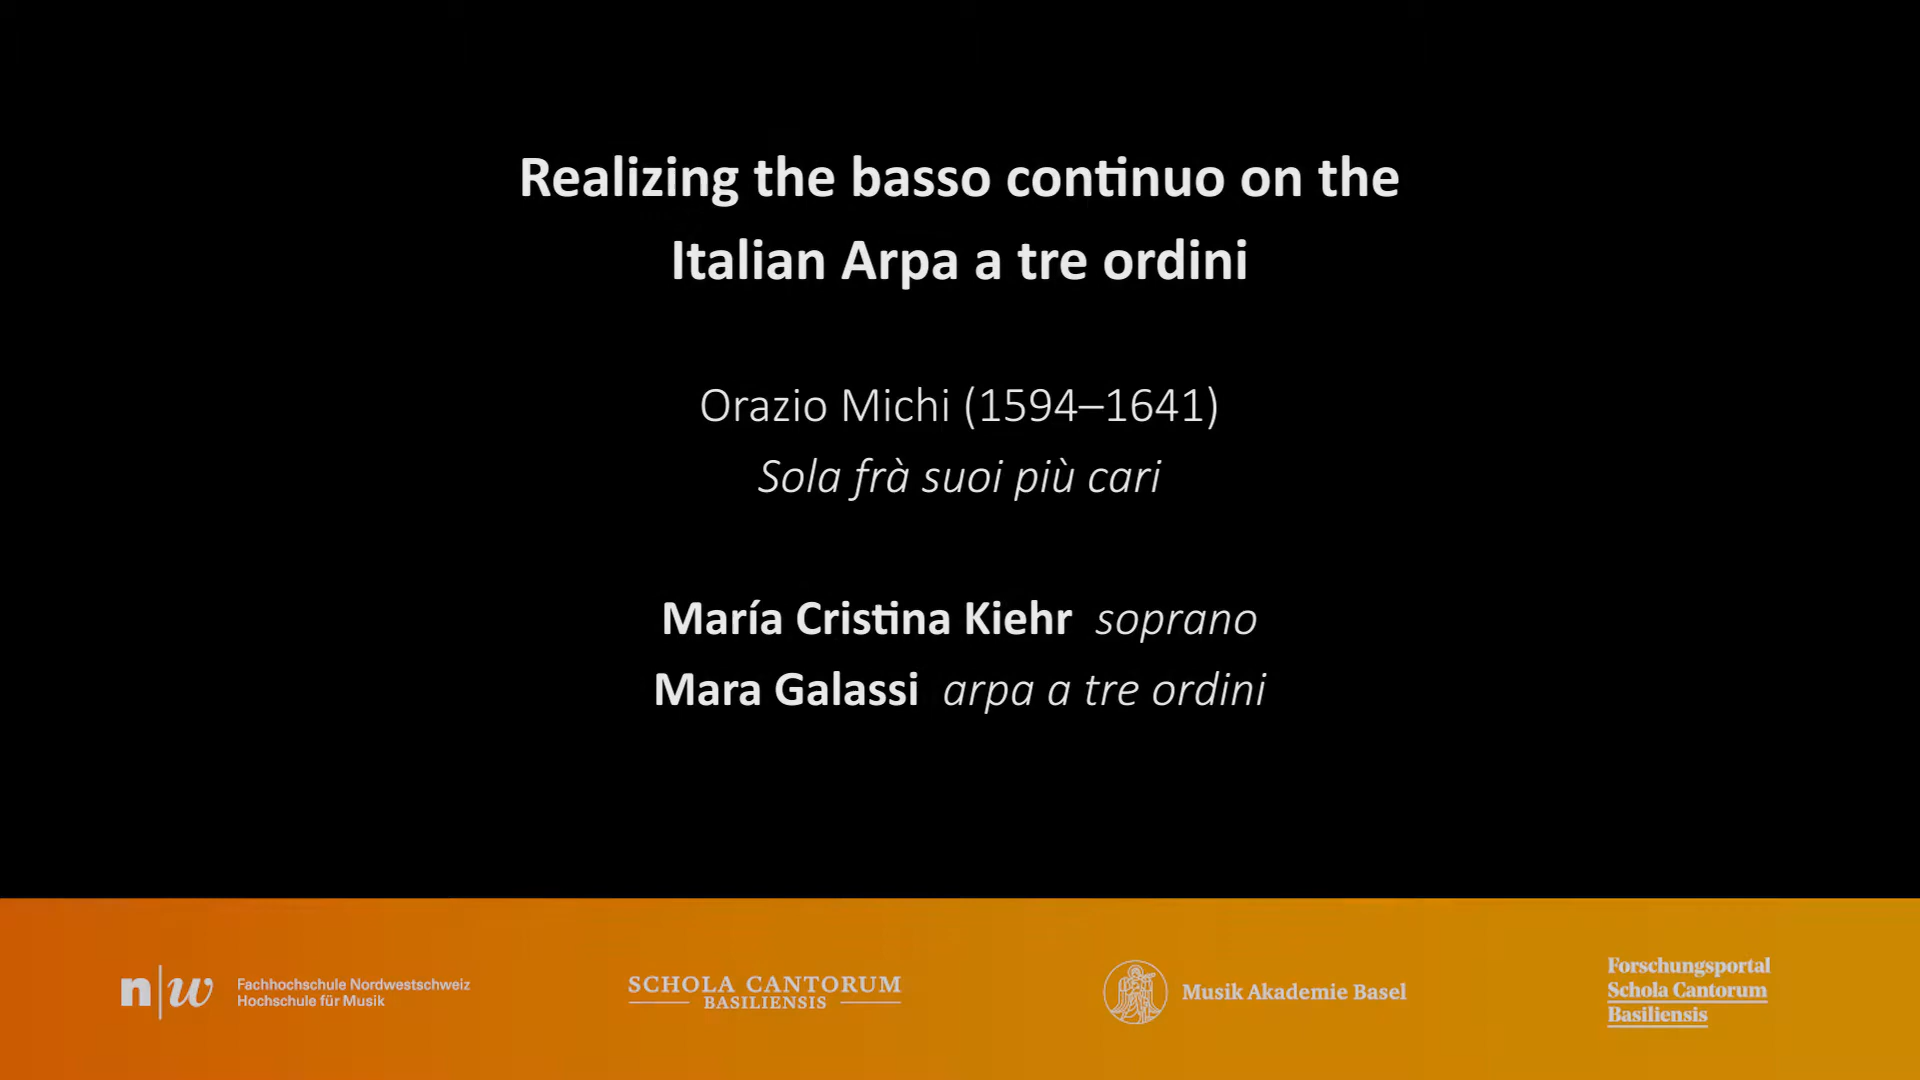 Realizing the basso continuo on the
Italian Arpa a tre ordini
Orazio Michi (1594–1641)
Sola frà suoi più cari
María Cristina Kiehr soprano
Mara Galassi arpa a tre ordini
n|w Fachhochschule Nordwestschweiz
Hochschule für Musik
SCHOLA CANTORUM
BASILIENSIS
Musik Akademie Basel
Forschungsportal
Schola Cantorum
Basiliensis